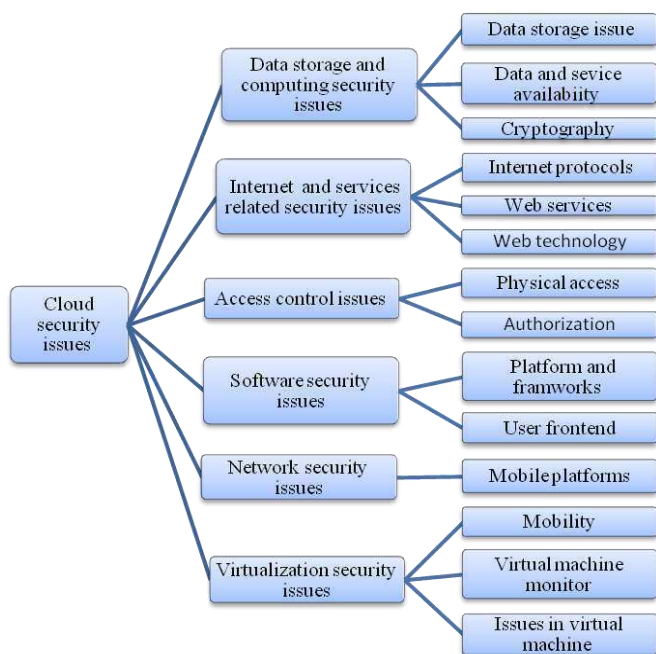 Cloud
security
issues
Data storage and
computing security
issues
Data storage issue
Data and sevice
availabiity
Cryptography
Internet and services
related security issues
Internet protocols
Web services
Web technology
Access control issues
Physical access
Authorization
Software security
issues
Platform and
framworks
User frontend
Network security
issues
Mobile platforms
Virtualization security
issues
Mobility
Virtual machine
monitor
Issues in virtual
machine